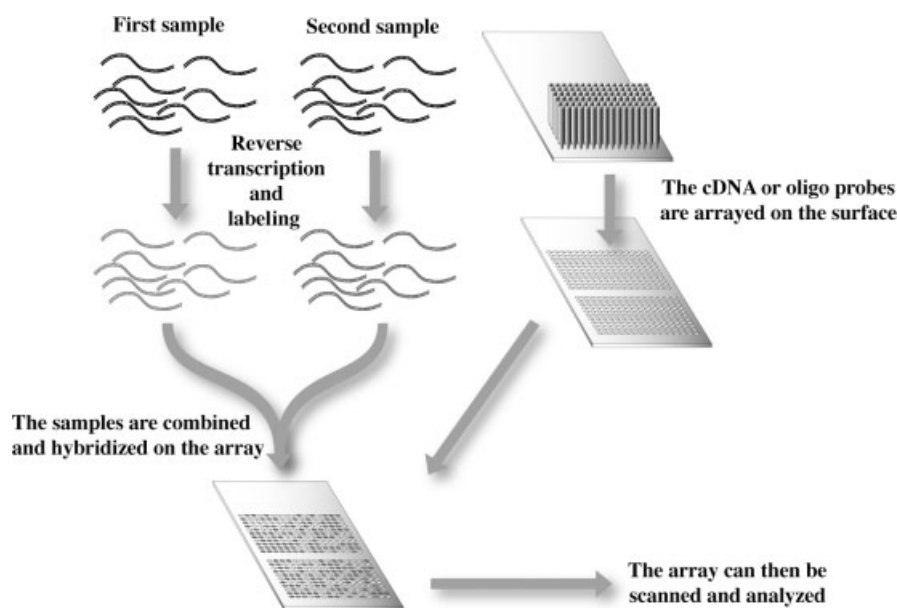 First sample
Second sample
Reverse
transcription
and
labeling
The cDNA or oligo probes
are arrayed on the surface
The samples are combined
and hybridized on the array
The array can then be
scanned and analyzed